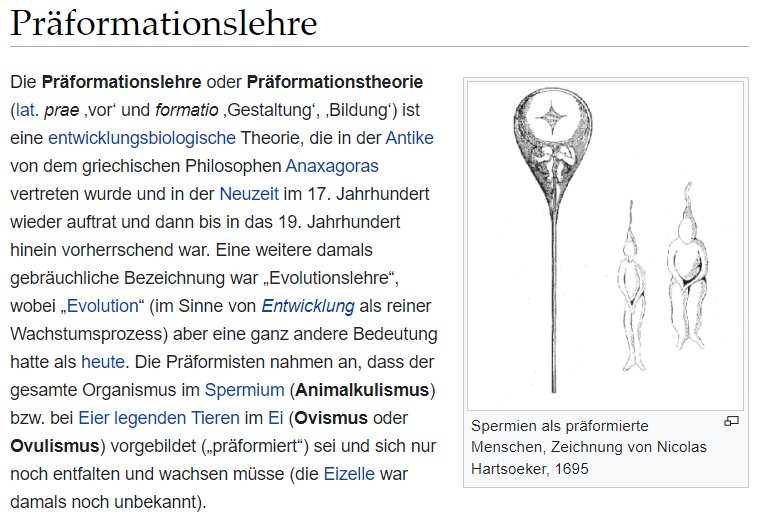 Präformationslehre
Die Präformationslehre oder Präformationstheorie
(lat. prae ‚vor‘ und formatio ‚Gestaltung‘, ‚Bildung‘) ist
eine entwicklungsbiologische Theorie, die in der Antike
von dem griechischen Philosophen Anaxagoras
vertreten wurde und in der Neuzeit im 17. Jahrhundert
wieder auftrat und dann bis in das 19. Jahrhundert
hinein vorherrschend war. Eine weitere damals
gebräuchliche Bezeichnung war „Evolutionslehre“,
wobei „Evolution“ (im Sinne von Entwicklung als reiner
Wachstumsprozess) aber eine ganz andere Bedeutung
hatte als heute. Die Präformisten nahmen an, dass der
gesamte Organismus im Spermium (Animalkulismus)
bzw. bei Eier legenden Tieren im Ei (Ovismus oder
Ovulismus) vorgebildet („präformiert“) sei und sich nur
noch entfalten und wachsen müsse (die Eizelle war
damals noch unbekannt).
Spermien als präformierte
Menschen, Zeichnung von Nicolas
Hartsoeker, 1695